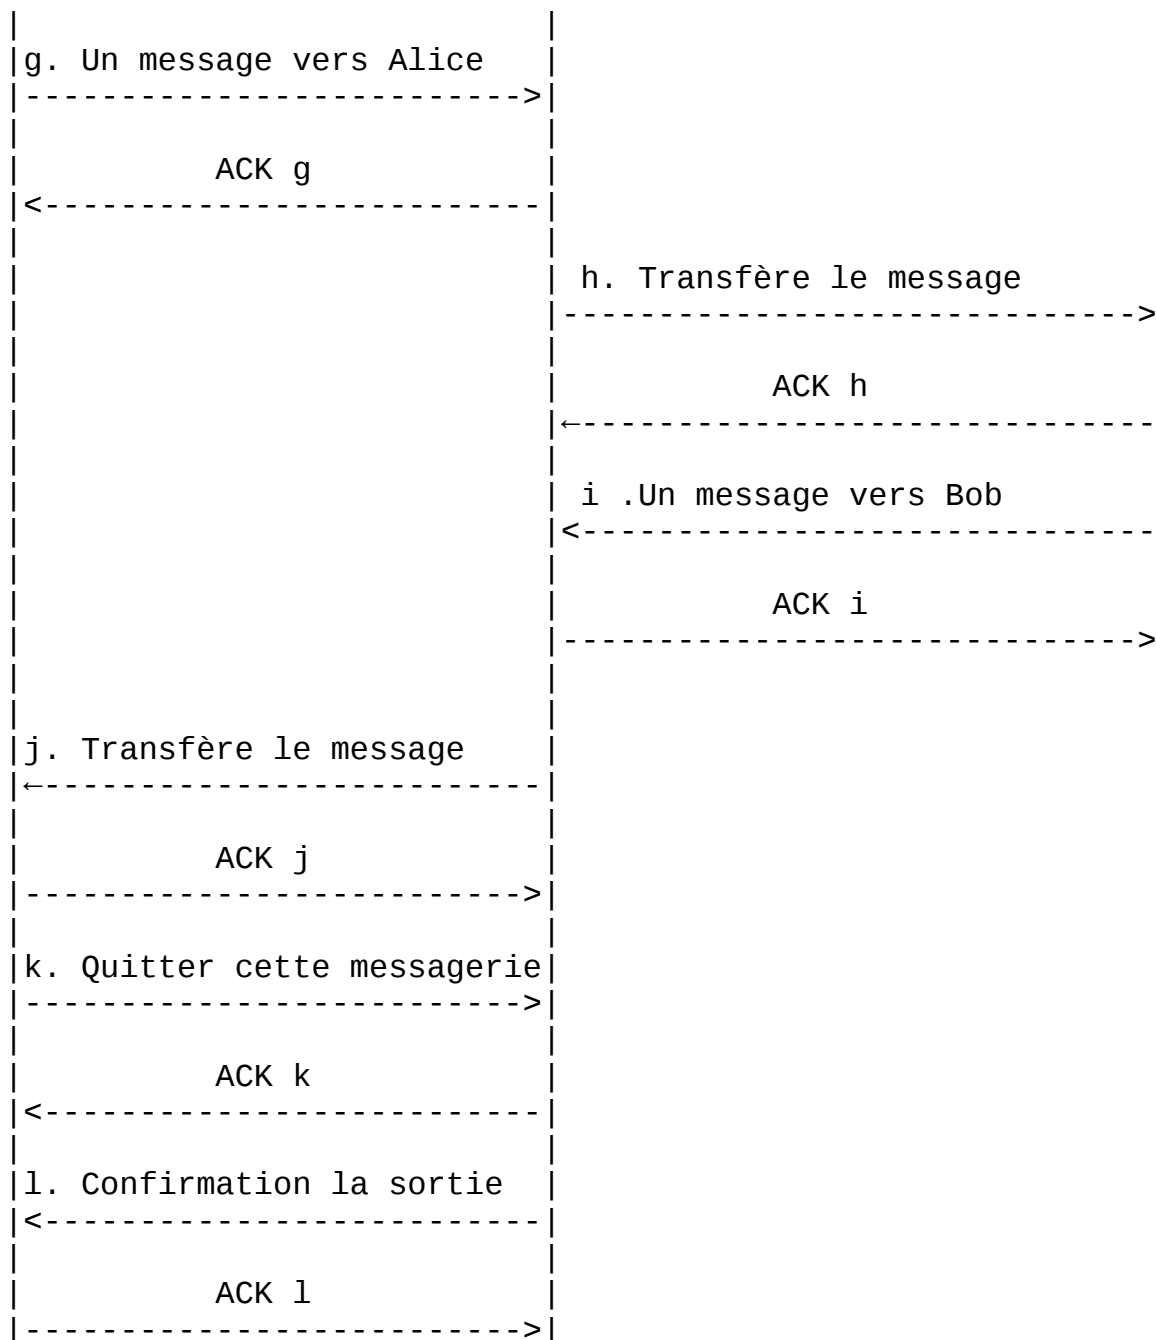 g. Un message vers Alice
ACK g
h. Transfère le message
ACK h
i .Un message vers Bob
ACK i
j. Transfère le message
ACK j
k. Quitter cette messagerie
ACK k
l. Confirmation la sortie
ACK l